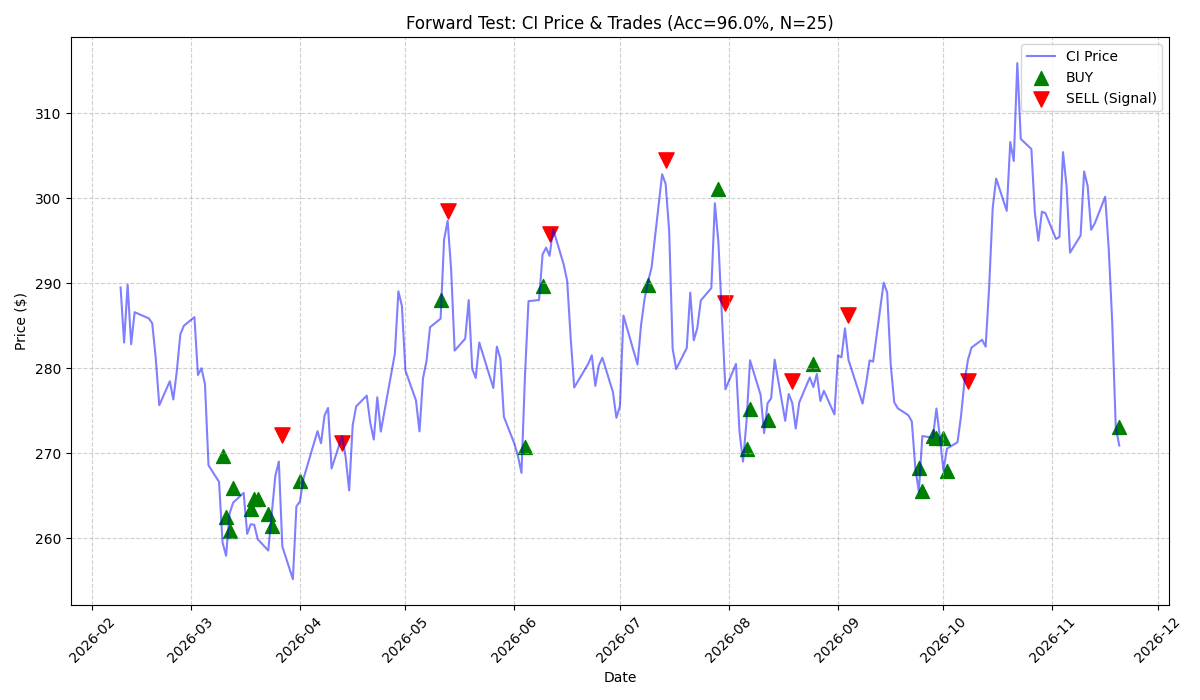 Forward Test: CI Price & Trades (Acc=96.0%, N=25)
CI Price
BUY
SELL (Signal)
Price ($)
310
300
290
280
270
260
2026-02
2026-03
2026-04
2026-05
2026-06
2026-07
2026-08
2026-09
2026-10
2026-11
2026-12
Date